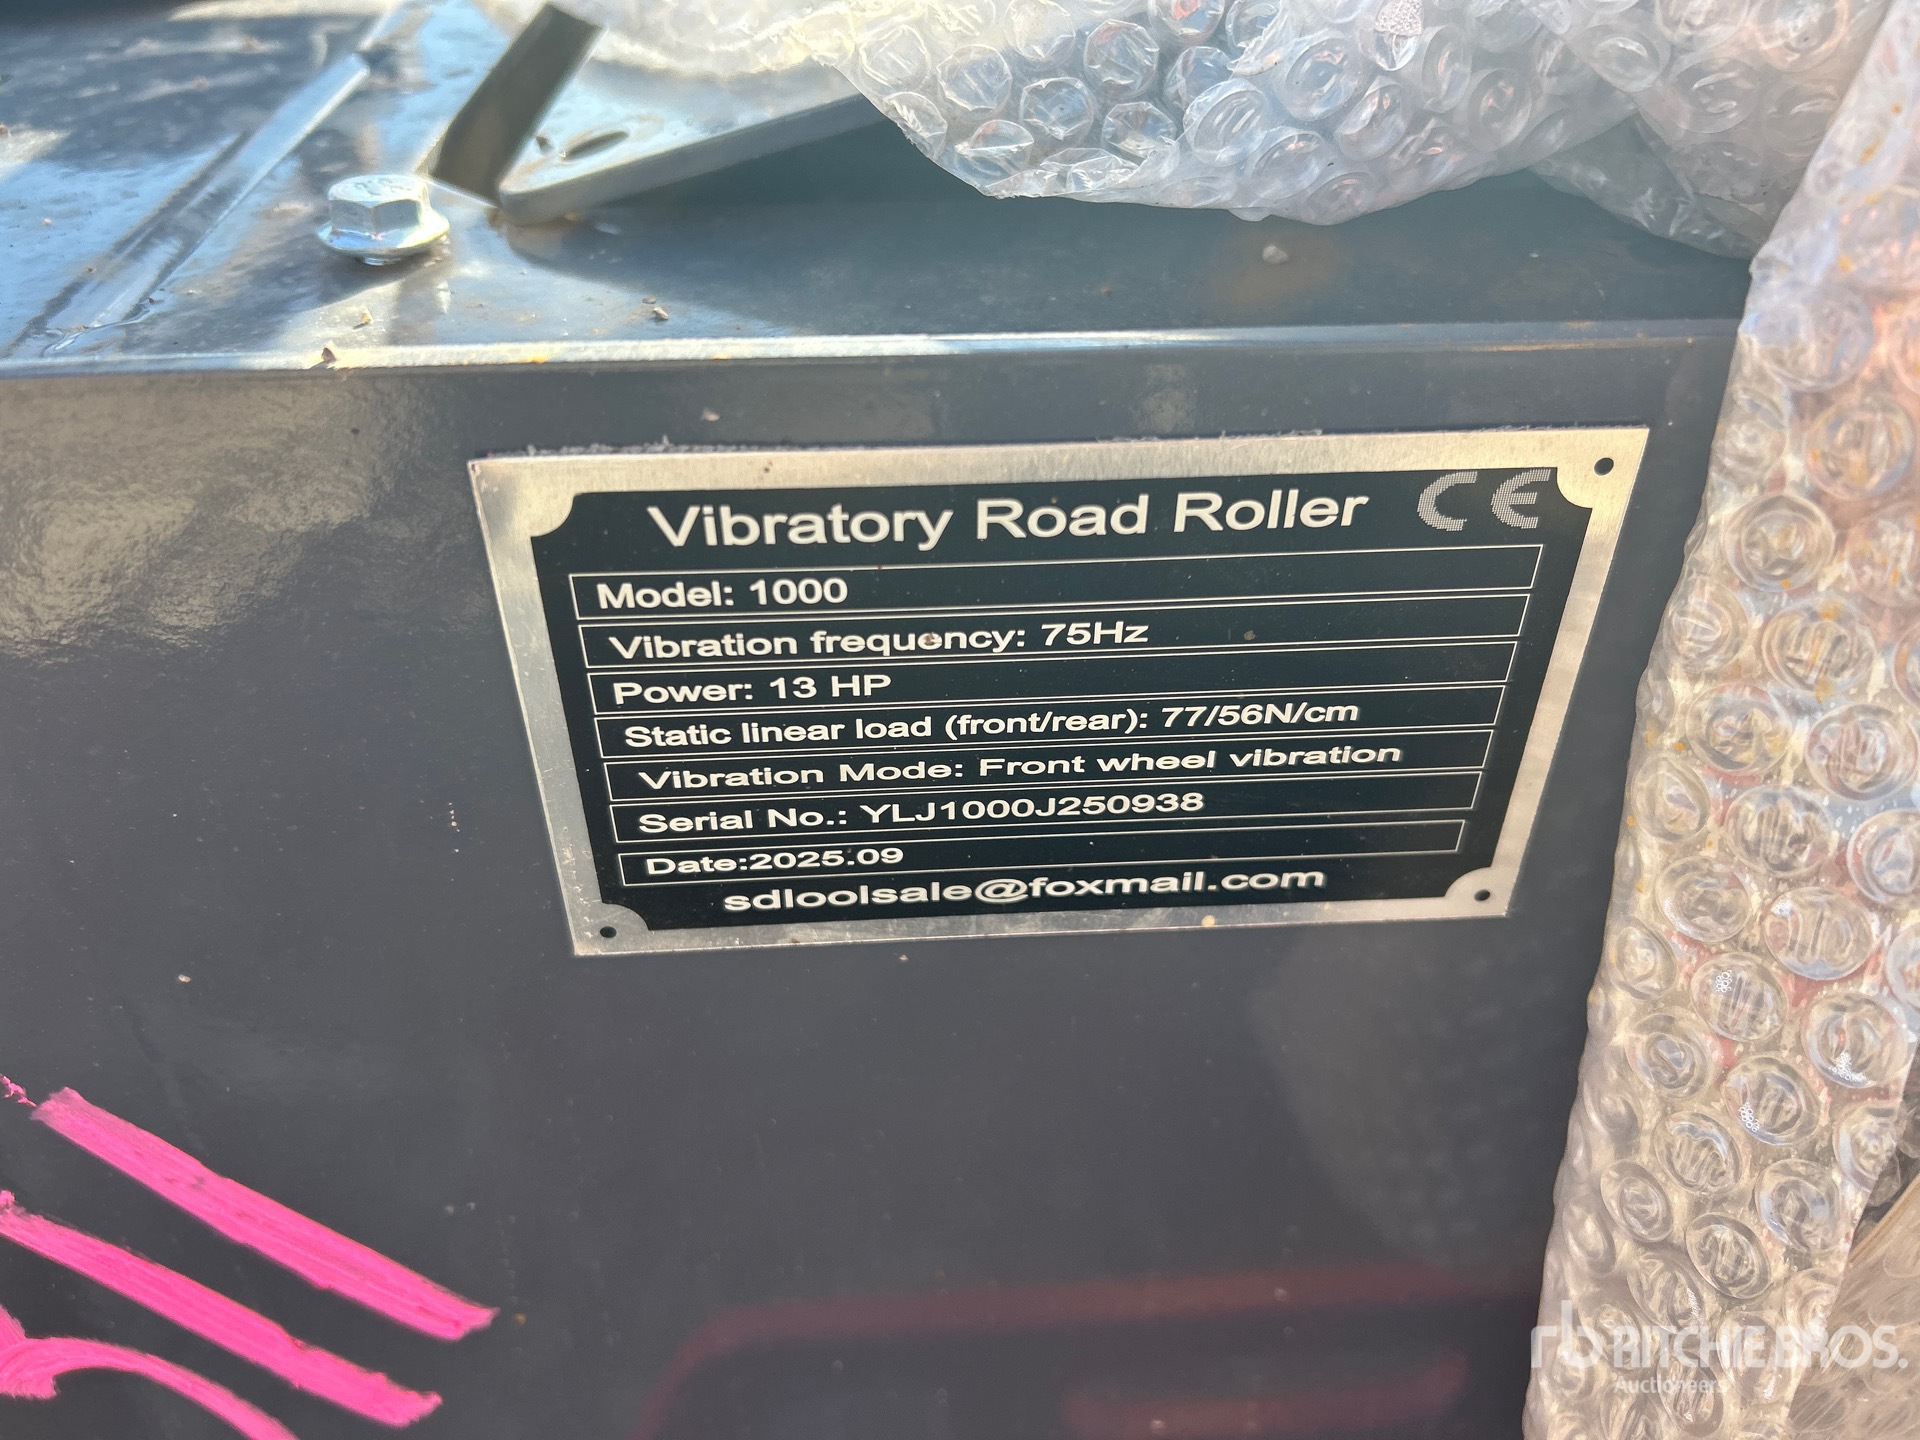 Vibratory Road Roller CE
Model: 1000
Vibration frequency: 75Hz
Power: 13 HP
Static linear load (front/rear): 77/56N/cm
Vibration Mode: Front wheel vibration
Serial No.: YLJ1000J250938
Date:2025.09
sdloolsale@foxmail.com
rb RITCHIE BROS.
Auctioneers